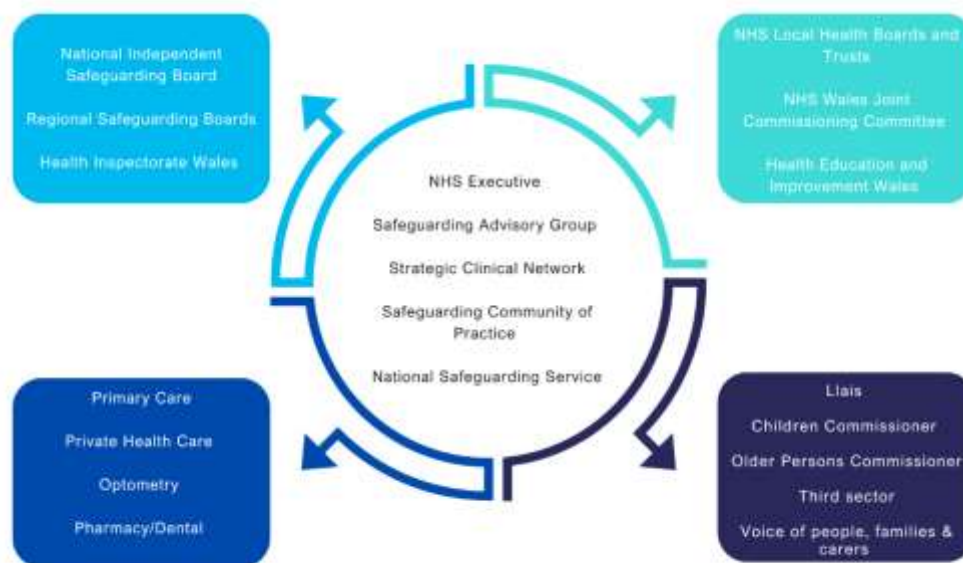 National Independent
Safeguarding Board
Regional Safeguarding Boards
Health Inspectorate Wales
NHS Local Health Boards and
Trusts
NHS Wales Joint
Commissioning Committee
Health Education and
Improvement Wales
NHS Executive
Safeguarding Advisory Group
Strategic Clinical Network
Safeguarding Community of
Practice
National Safeguarding Service
Primary Care
Private Health Care
Optometry
Pharmacy/Dental
Llais
Children Commissioner
Older Persons Commissioner
Third sector
Voice of people, families &
carers